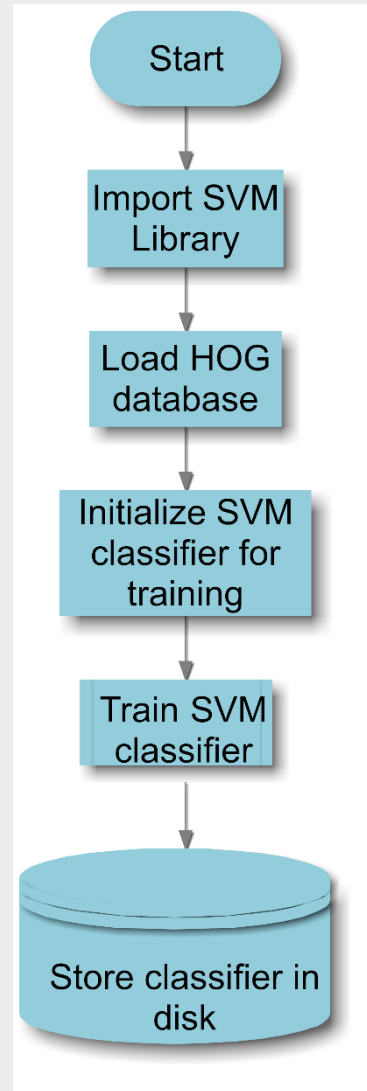 Start
Import SVM
Library
Load HOG
database
Initialize SVM
classifier for
training
Train SVM
classifier
Store classifier in
disk